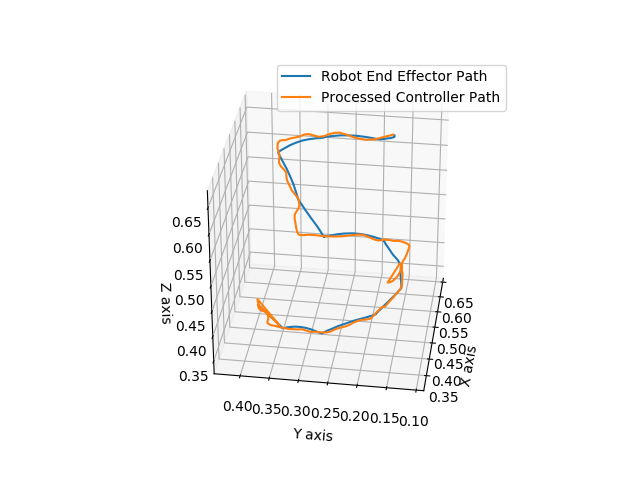 Robot End Effector Path
Processed Controller Path
0.65
0.60
0.55
0.50
0.45
0.40
0.35
Z axis
0.65
0.60
0.55
0.50
0.45
0.40
0.35
X axis
0.40 0.35 0.30 0.25 0.20 0.15 0.10
Y axis